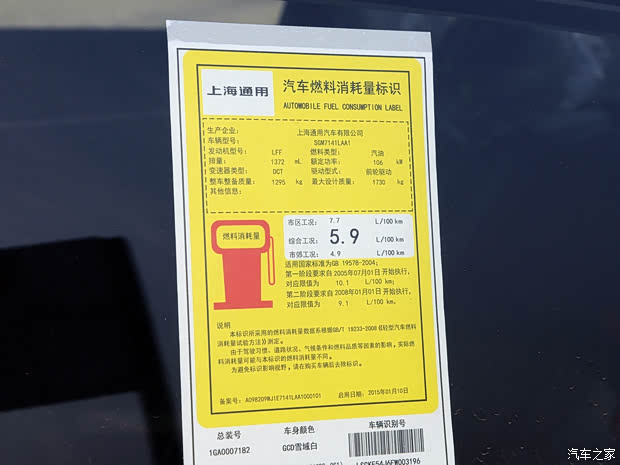 上海通用
汽车燃料消耗量标识
AUTOMOBILE FUEL CONSUMPTION LABEL
生产企业: 上海通用汽车有限公司
车辆型号: SGM7141LAA1
发动机型号: LFF 燃料类型: 汽油
排量: 1372 mL 额定功率: 106 kW
变速器类型: DCT 驱动型式: 前轮驱动
整车整备质量: 1295 kg 最大设计质量: 1730 kg
其他信息:
燃料消耗量
市区工况: 7.7 L/100 km
综合工况: 5.9 L/100 km
市郊工况: 4.9 L/100 km
适用国家标准为GB 19578-2004;
第一阶段要求自 2005年07月01日 开始执行,
对应限值为 10.1 L/100 km;
第二阶段要求自 2008年01月01日 开始执行,
对应限值为 9.1 L/100 km。
说明
本标识所采用的燃料消耗量数据系根据GB/T 19233-2008《轻型汽车燃料
消耗量试验方法》测定。
由于驾驶习惯、道路状况、气候条件和燃料品质等因素的影响,实际燃
料消耗量可能与本标识的燃料消耗量不同。
为避免标识影响视野,请在购买车辆后去除标识。
备案号: A098209WJ1E7141LAA1000101 启用日期: 2015年01月10日
总装号 车身颜色 车辆识别号
1GA0007182 GCD雪域白
LSGKE54J6FW003196
汽车之家